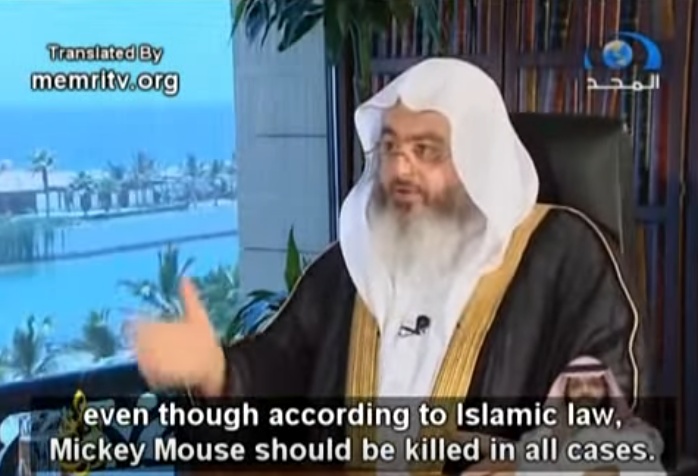 Translated By
memritv.org
المجد
even though according to Islamic law,
Mickey Mouse should be killed in all cases.